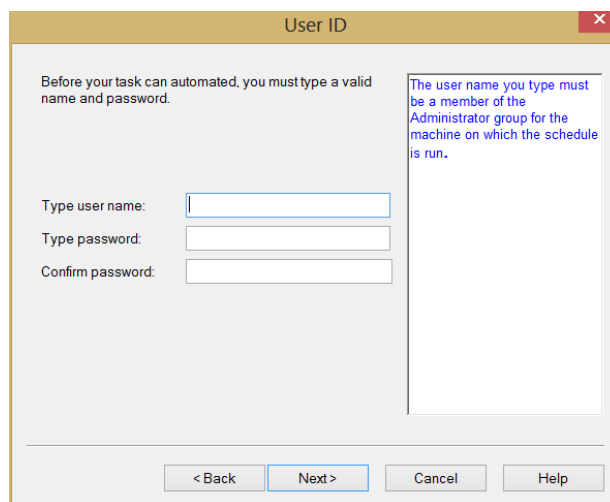 User ID
Before your task can automated, you must type a valid
name and password.
The user name you type must
be a member of the
Administrator group for the
machine on which the schedule
is run.
Type user name:
Type password:
Confirm password:
< Back
Next >
Cancel
Help